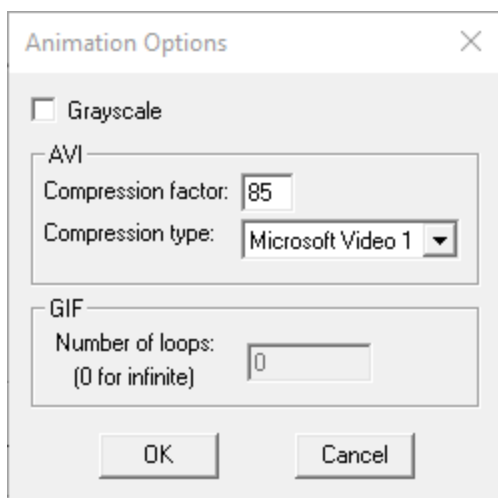 Animation Options
Grayscale
AVI
Compression factor: 85
Compression type: Microsoft Video 1
GIF
Number of loops:
(0 for infinite) 0
OK Cancel